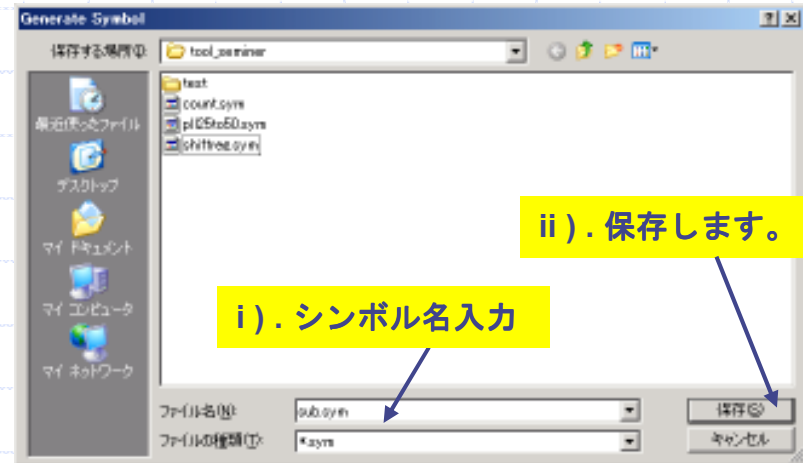 Generate Symbol
保存する場所(I):
tool_seminer
test
count.sym
pll25to50.sym
shiftreg.sym
最近使ったファイル
デスクトップ
マイ ドキュメント
マイ コンピュータ
マイ ネットワーク
ii ) . 保存します。
i ) . シンボル名入力
ファイル名(N):
sub.sym
保存(S)
ファイルの種類(T):
*.sym
キャンセル